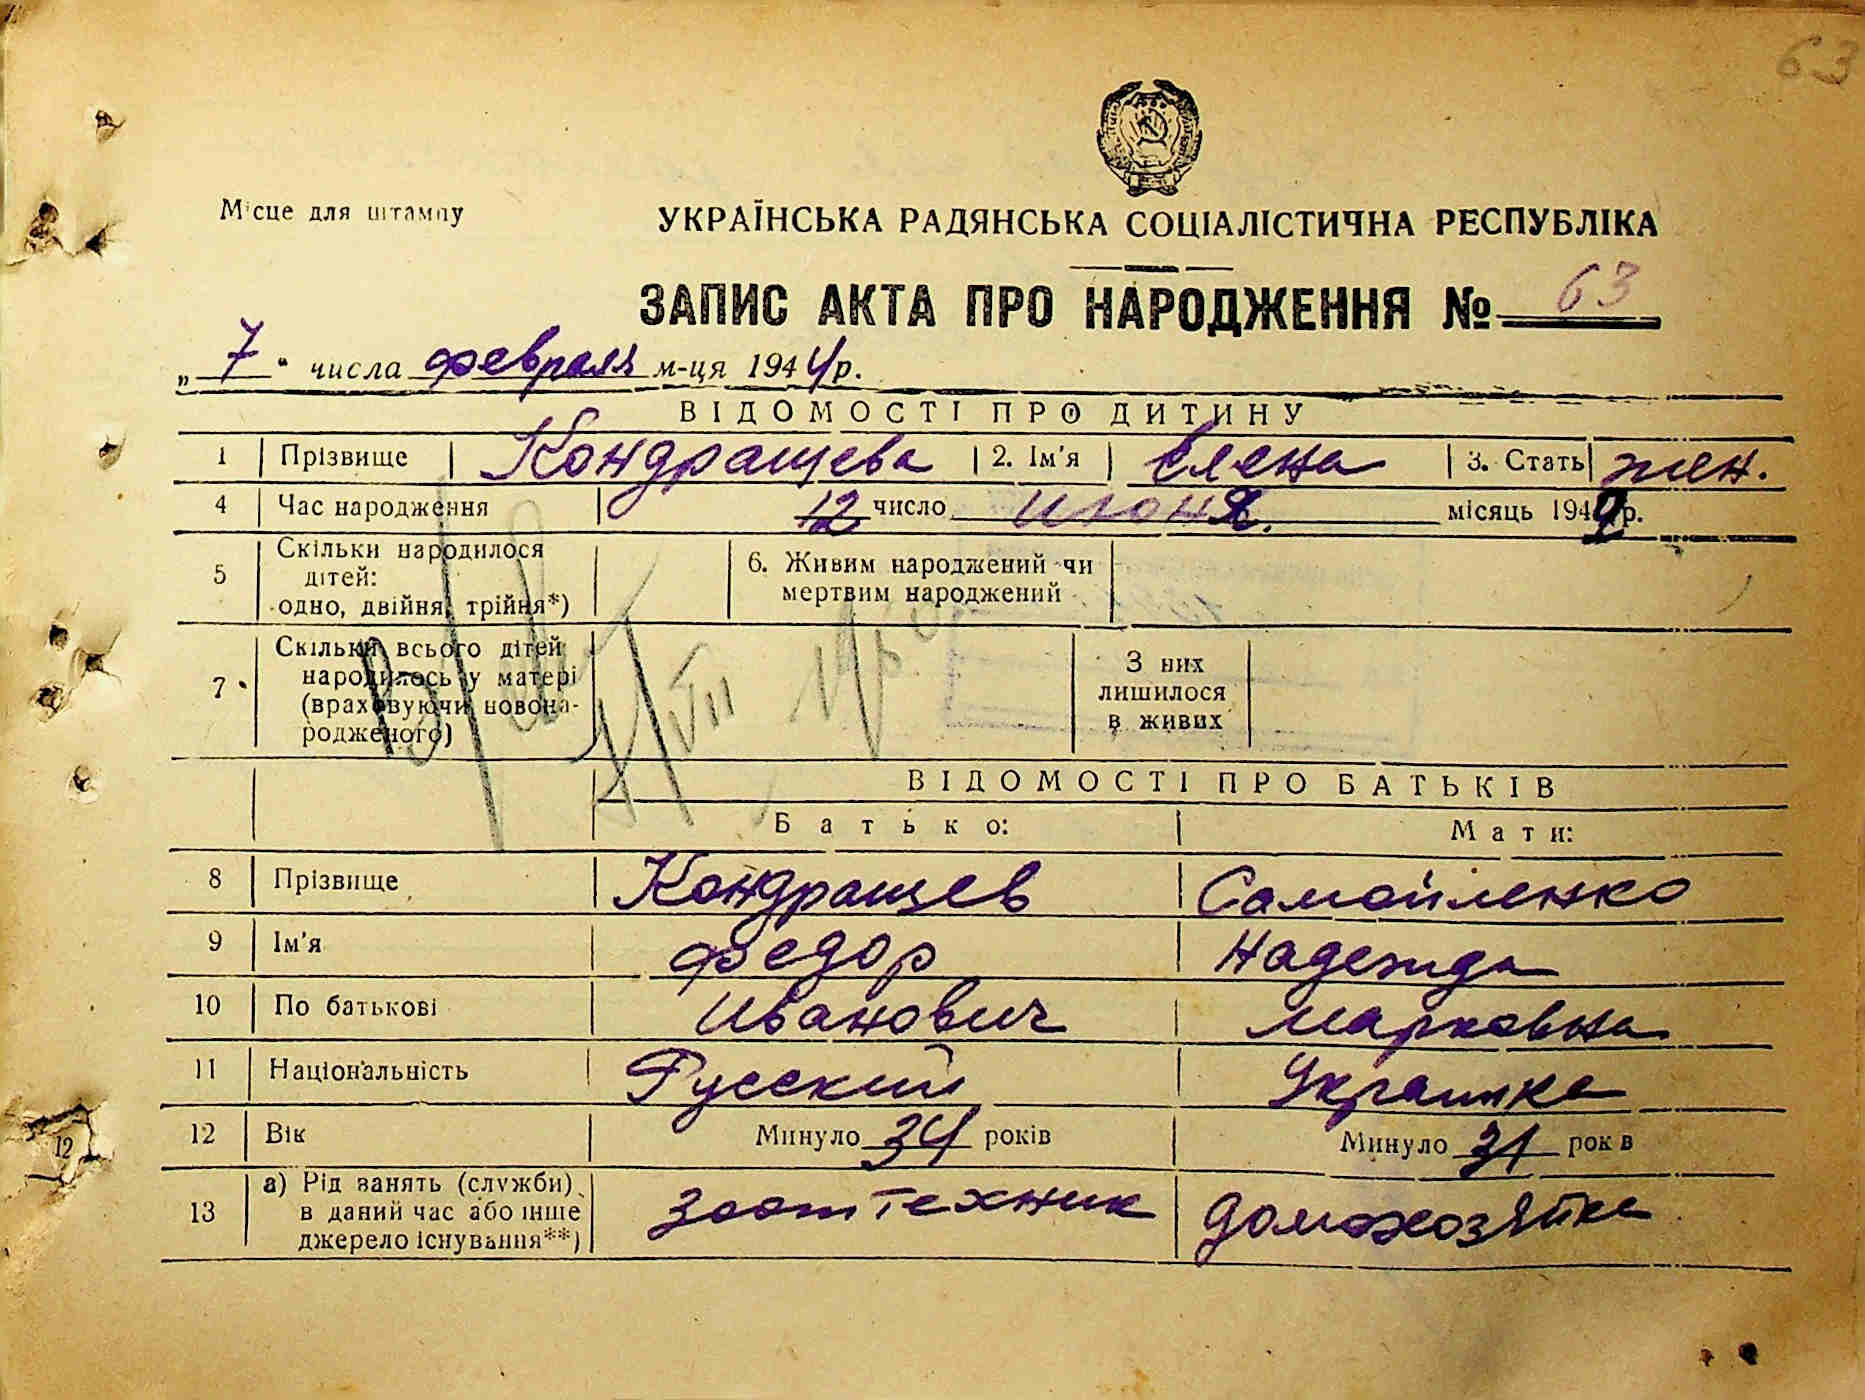 63
Місце для штампу
УКРАЇНСЬКА РАДЯНСЬКА СОЦІАЛІСТИЧНА РЕСПУБЛІКА
ЗАПИС АКТА ПРО НАРОДЖЕННЯ № 63
„ 7 " числа февраля м-ця 1944 р.
ВІДОМОСТІ ПРО ДИТИНУ
1 Прізвище Кондращева 2. Ім'я Елена 3. Стать жен.
4 Час народження 12 число июня. місяць 194 р.
5 Скільки народилося дітей: одно, двійня, трійня*) 6. Живим народжений чи мертвим народжений
7 Скільки всього дітей народилось у матері (враховуючи новонародженого) З них лишилося в живих
ВІДОМОСТІ ПРО БАТЬКІВ
Батько: Мати:
8 Прізвище Кондращев Самойленко
9 Ім'я Федор Надежда
10 По батькові Иванович Марковна
11 Національність Русский Украинка
12 Вік Минуло 34 років Минуло 31 років
13 а) Рід занять (служби) в даний час або інше джерело існування**) зоотехник домохозяйка
12